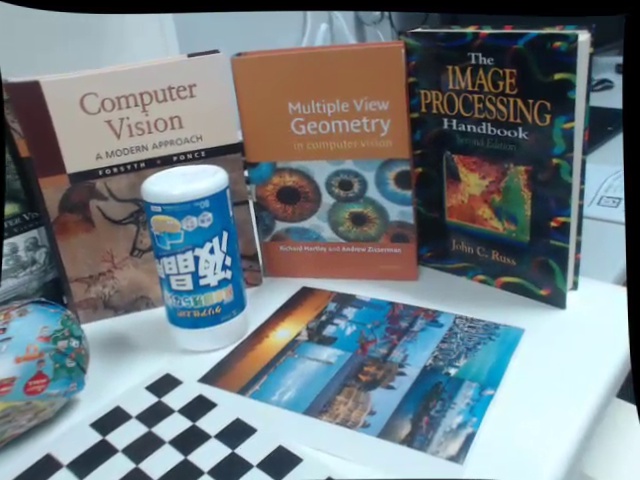 Computer
Vision
A MODERN APPROACH
FORSYTH PONCE
Multiple View
Geometry
in computer vision
Richard Hartley and Andrew Zisserman
The
IMAGE
PROCESSING
Handbook
Second Edition
John C. Russ